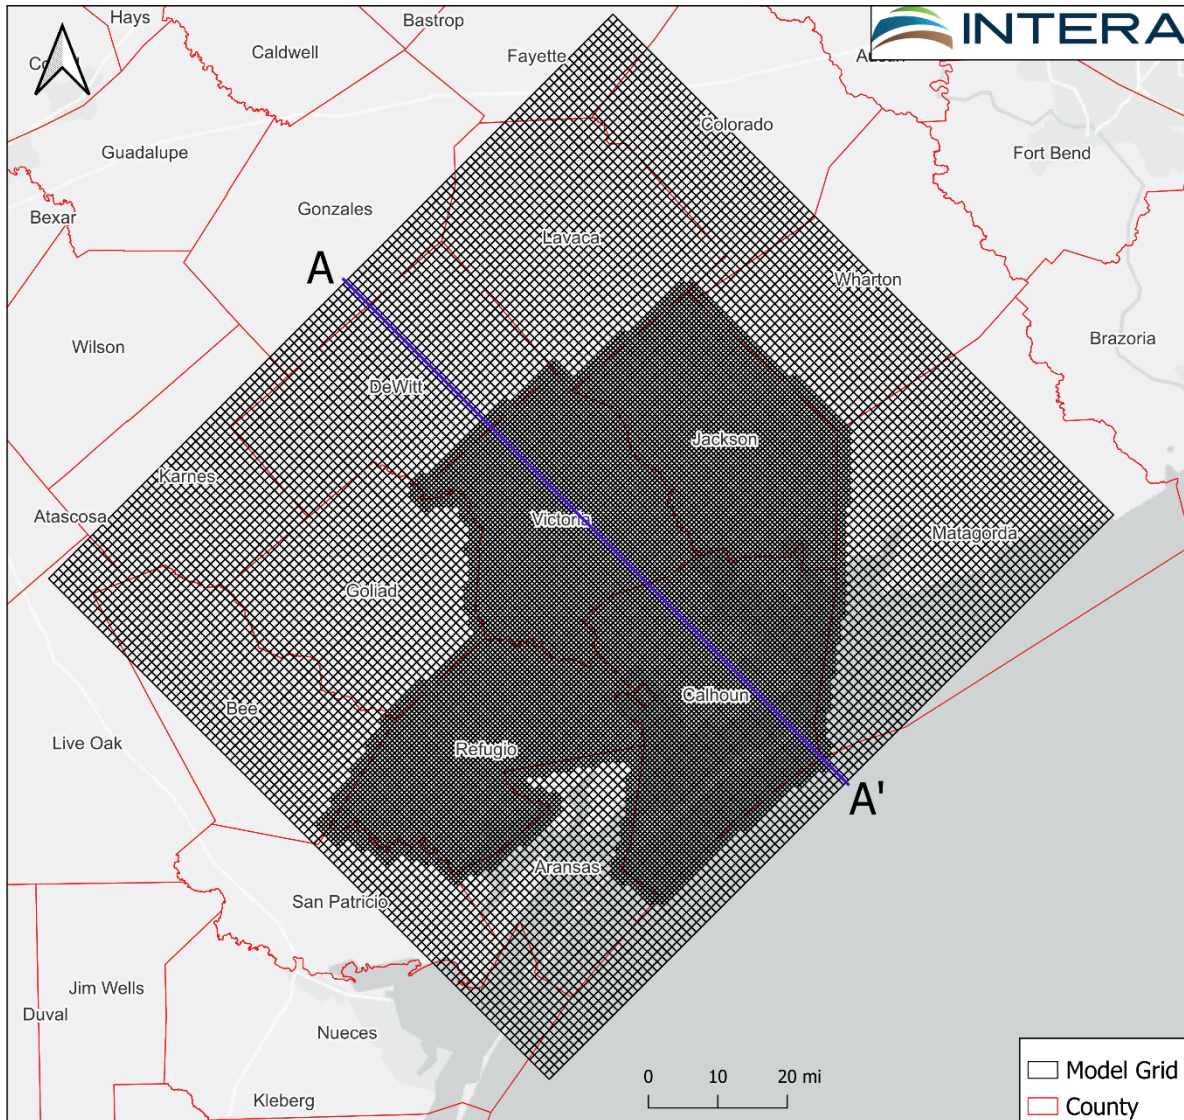 Hays
Bastrop
INTERA
Caldwell
Fayette
Colorado
Guadalupe
Fort Bend
Bexar
Gonzales
Lavaca
A
Wharton
Wilson
Brazoria
DeWitt
Jackson
Karnes
Atascosa
Victoria
Matagorda
Goliad
Calhoun
Bee
Live Oak
Refugio
A'
Aransas
San Patricio
Jim Wells
Duval
Nueces
Kleberg
0 10 20 mi
Model Grid
County